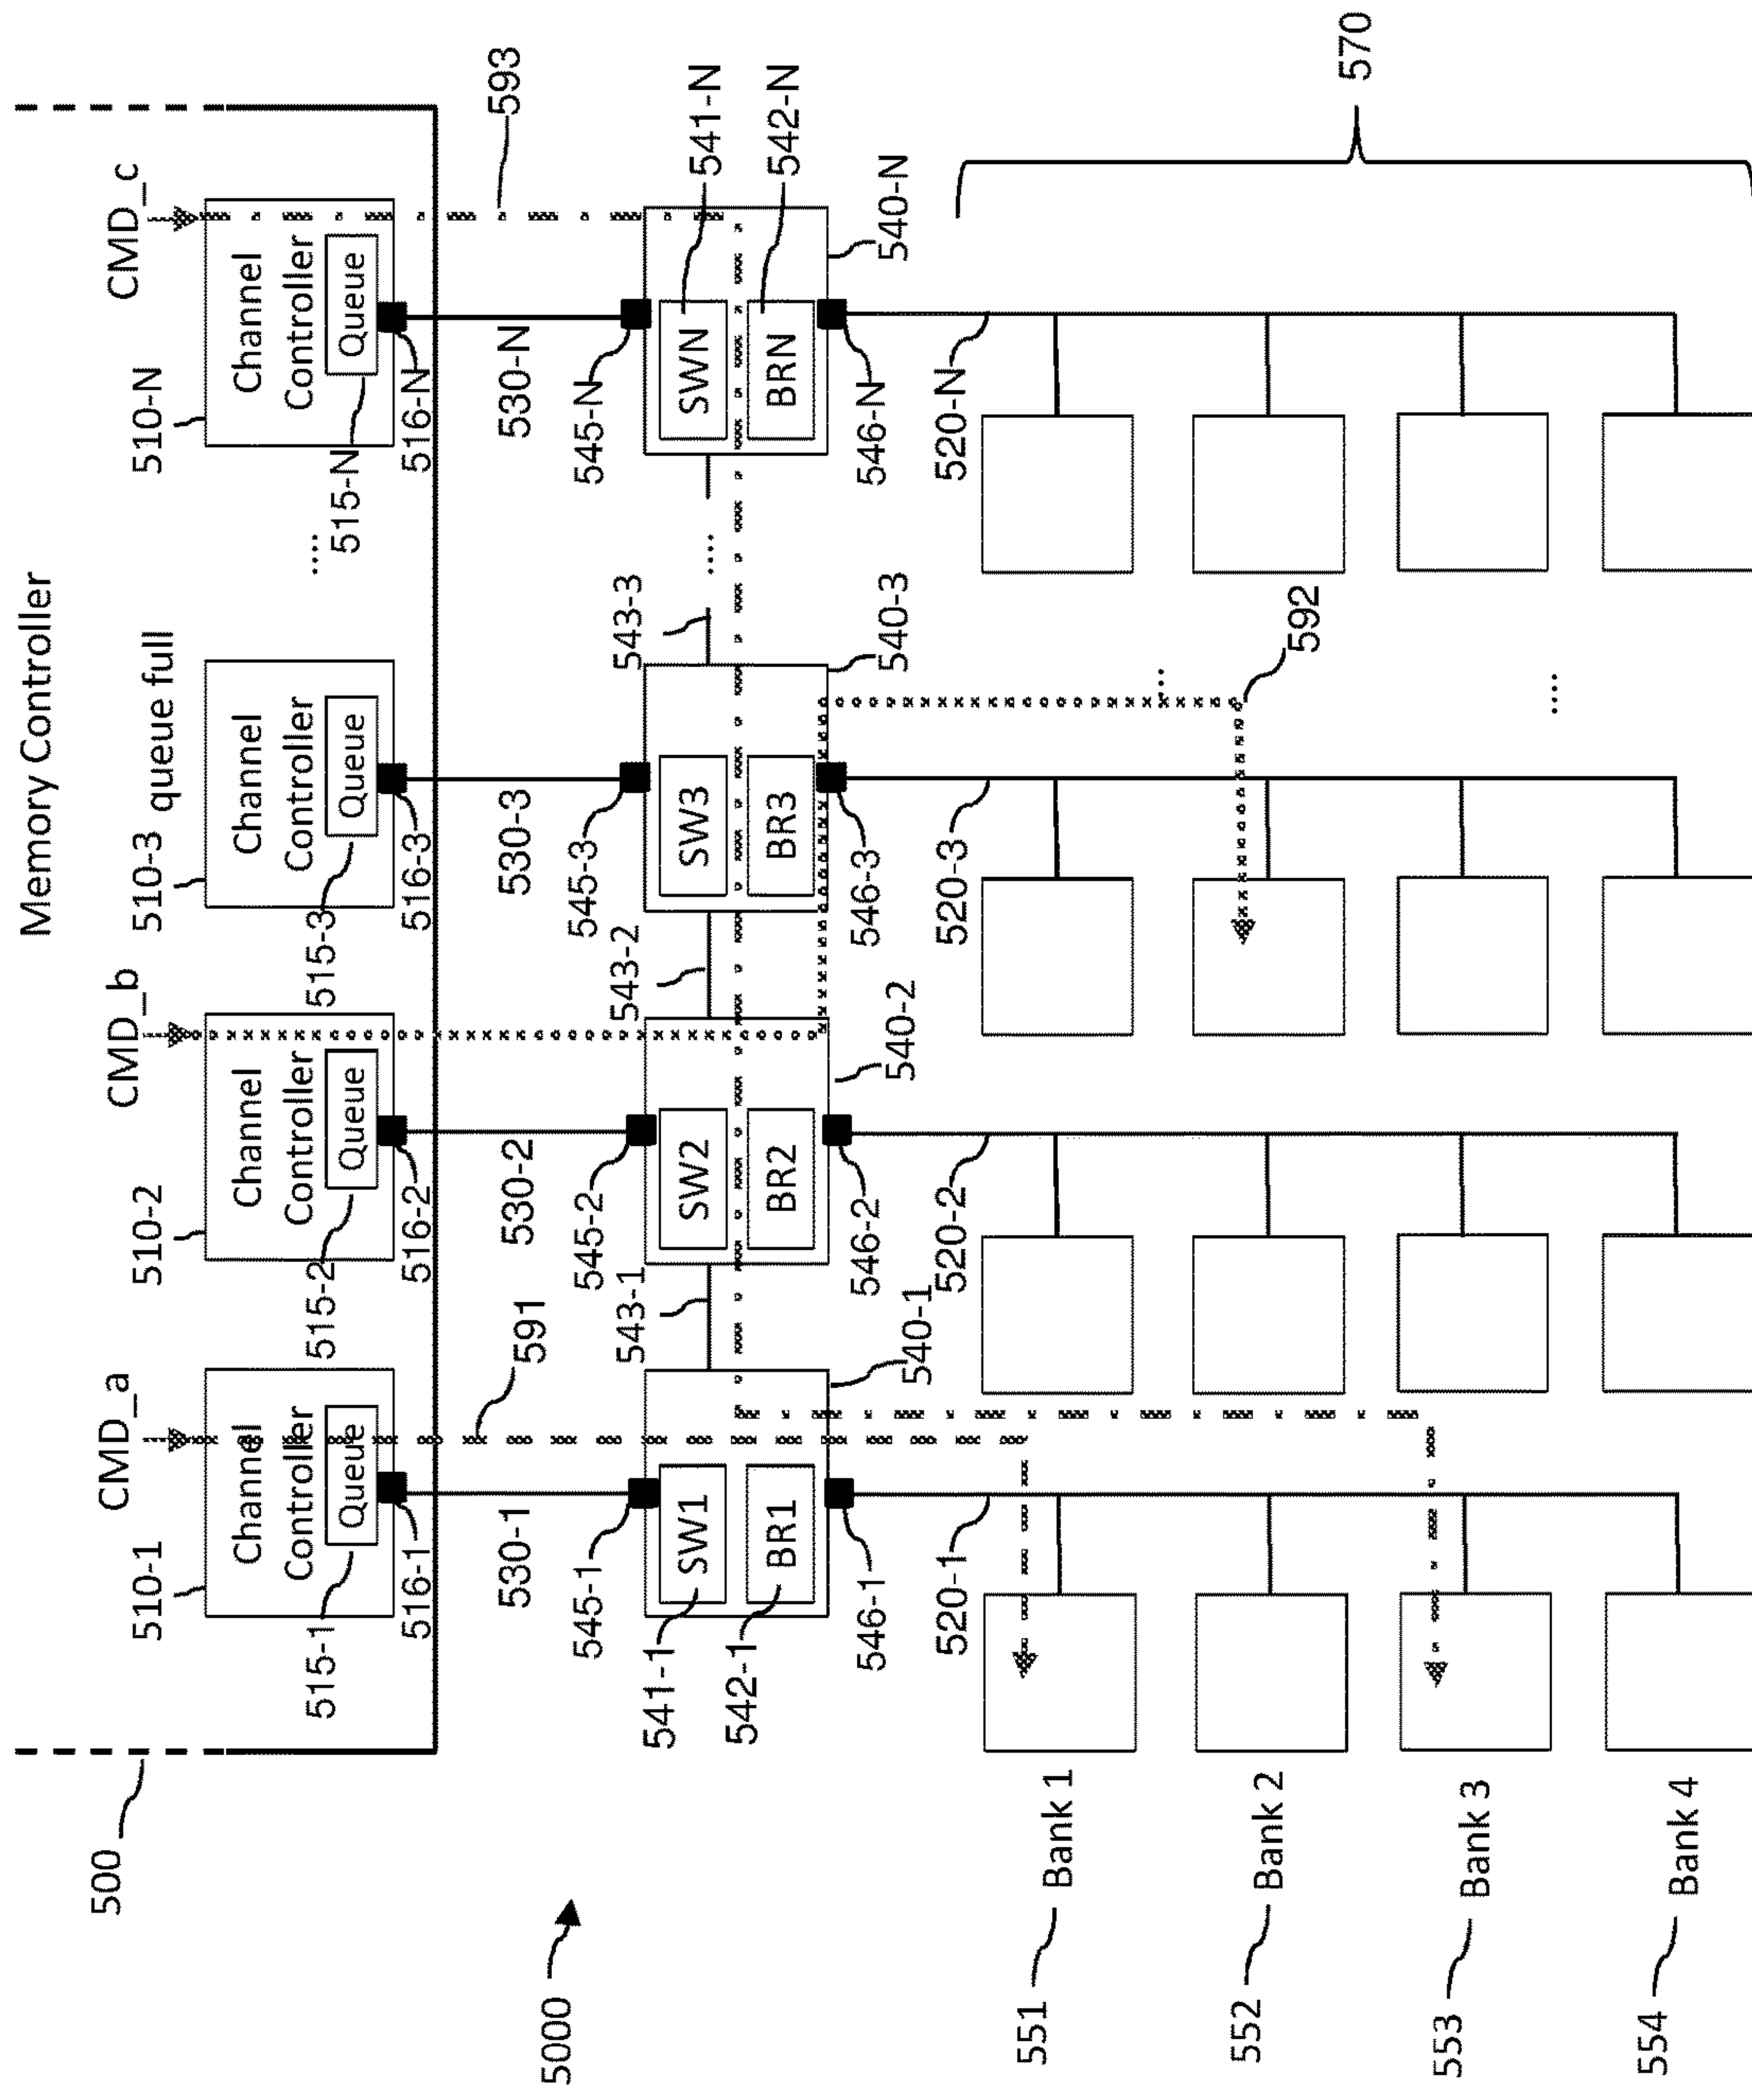 Memory Controller
500
510-1
CMD_a
510-2
CMD_b
510-3
queue full
510-N
CMD_c
Channel
Controller
Queue
Channel
Controller
Queue
Channel
Controller
Queue
Channel
Controller
Queue
....
515-1
515-2
515-3
515-N
516-1
516-2
516-3
516-N
5000
530-1
591
530-2
530-3
530-N
593
545-1
545-2
545-3
545-N
543-1
543-2
543-3
541-1
SW1
SW2
SW3
....
SWN
541-N
542-1
BR1
BR2
BR3
BRN
542-N
546-1
540-1
546-2
540-2
546-3
540-3
546-N
540-N
520-1
520-2
520-3
520-N
551
Bank 1
552
Bank 2
....
592
570
553
Bank 3
554
Bank 4
....